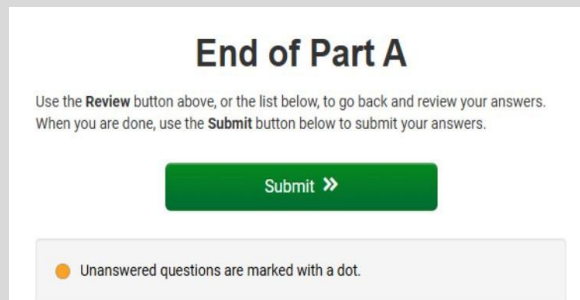 End of Part A
Use the Review button above, or the list below, to go back and review your answers.
When you are done, use the Submit button below to submit your answers.
Submit »
Unanswered questions are marked with a dot.